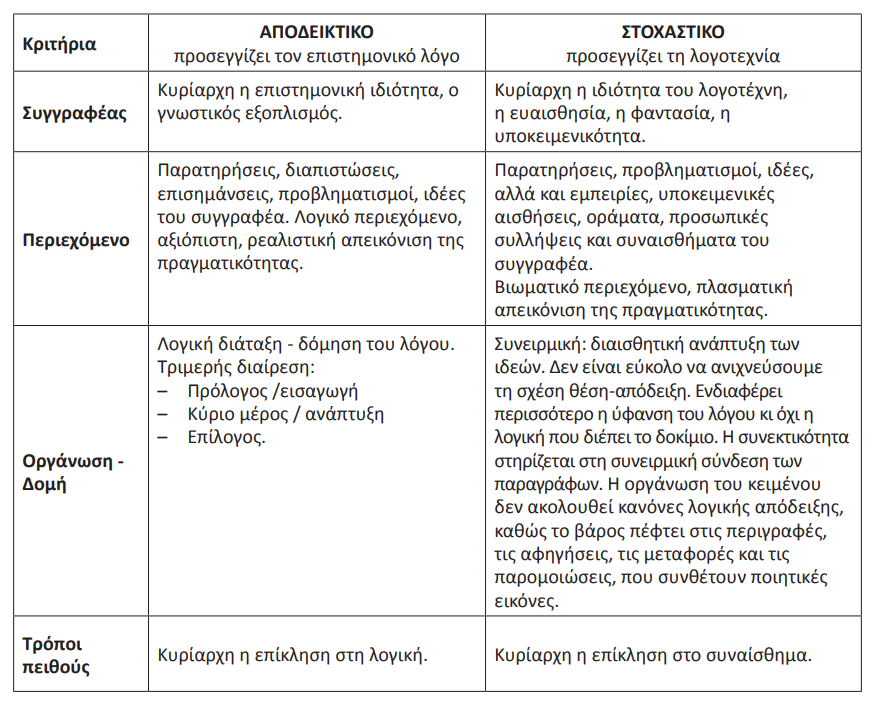 Κριτήρια
ΑΠΟΔΕΙΚΤΙΚΟ
προσεγγίζει τον επιστημονικό λόγο
ΣΤΟΧΑΣΤΙΚΟ
προσεγγίζει τη λογοτεχνία
Συγγραφέας
Κυρίαρχη η επιστημονική ιδιότητα, ο
γνωστικός εξοπλισμός.
Κυρίαρχη η ιδιότητα του λογοτέχνη,
η ευαισθησία, η φαντασία, η
υποκειμενικότητα.
Περιεχόμενο
Παρατηρήσεις, διαπιστώσεις,
επισημάνσεις, προβληματισμοί, ιδέες
του συγγραφέα. Λογικό περιεχόμενο,
αξιόπιστη, ρεαλιστική απεικόνιση της
πραγματικότητας.
Παρατηρήσεις, προβληματισμοί, ιδέες,
αλλά και εμπειρίες, υποκειμενικές
αισθήσεις, οράματα, προσωπικές
συλλήψεις και συναισθήματα του
συγγραφέα.
Βιωματικό περιεχόμενο, πλασματική
απεικόνιση της πραγματικότητας.
Οργάνωση -
Δομή
Λογική διάταξη - δόμηση του λόγου.
Τριμερής διαίρεση:
– Πρόλογος /εισαγωγή
– Κύριο μέρος / ανάπτυξη
– Επίλογος.
Συνειρμική: διαισθητική ανάπτυξη των
ιδεών. Δεν είναι εύκολο να ανιχνεύσουμε
τη σχέση θέση-απόδειξη. Ενδιαφέρει
περισσότερο η ύφανση του λόγου κι όχι η
λογική που διέπει το δοκίμιο. Η συνεκτικότητα
στηρίζεται στη συνειρμική σύνδεση των
παραγράφων. Η οργάνωση του κειμένου
δεν ακολουθεί κανόνες λογικής απόδειξης,
καθώς το βάρος πέφτει στις περιγραφές,
τις αφηγήσεις, τις μεταφορές και τις
παρομοιώσεις, που συνθέτουν ποιητικές
εικόνες.
Τρόποι
πειθούς
Κυρίαρχη η επίκληση στη λογική.
Κυρίαρχη η επίκληση στο συναίσθημα.